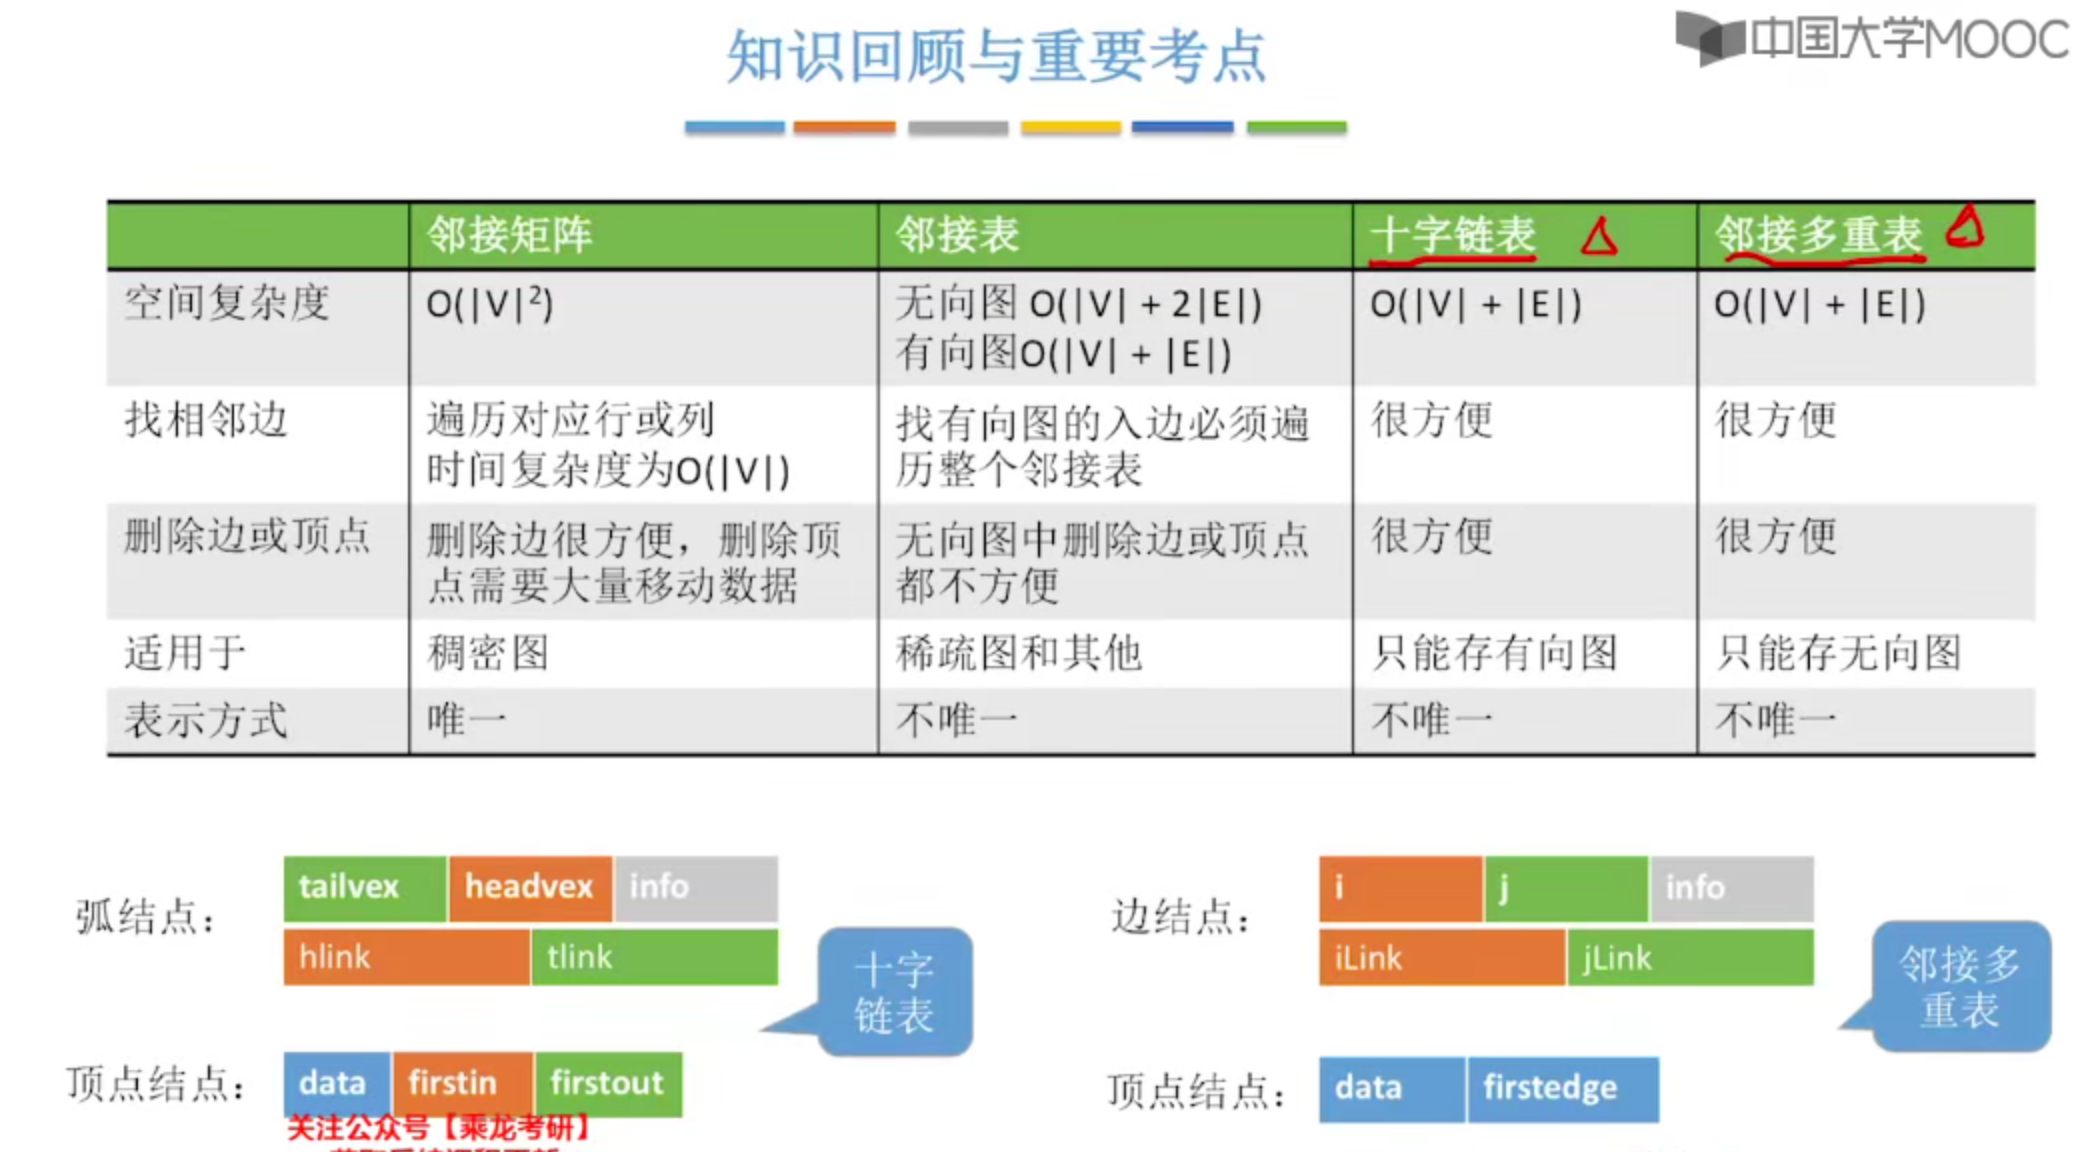 知识回顾与重要考点
中国大学MOOC
邻接矩阵 邻接表 十字链表 邻接多重表
空间复杂度 O(|V|²) 无向图 O(|V| + 2|E|) O(|V| + |E|) O(|V| + |E|)
有向图O(|V| + |E|)
找相邻边 遍历对应行或列 找有向图的入边必须遍 很方便 很方便
时间复杂度为O(|V|) 历整个邻接表
删除边或顶点 删除边很方便，删除顶 无向图中删除边或顶点 很方便 很方便
点需要大量移动数据 都不方便
适用于 稠密图 稀疏图和其他 只能存有向图 只能存无向图
表示方式 唯一 不唯一 不唯一 不唯一
弧结点： tailvex headvex info
hlink tlink
十字
链表
顶点结点： data firstin firstout
关注公众号【乘龙考研】
边结点： i j info
iLink jLink
邻接多
重表
顶点结点： data firstedge